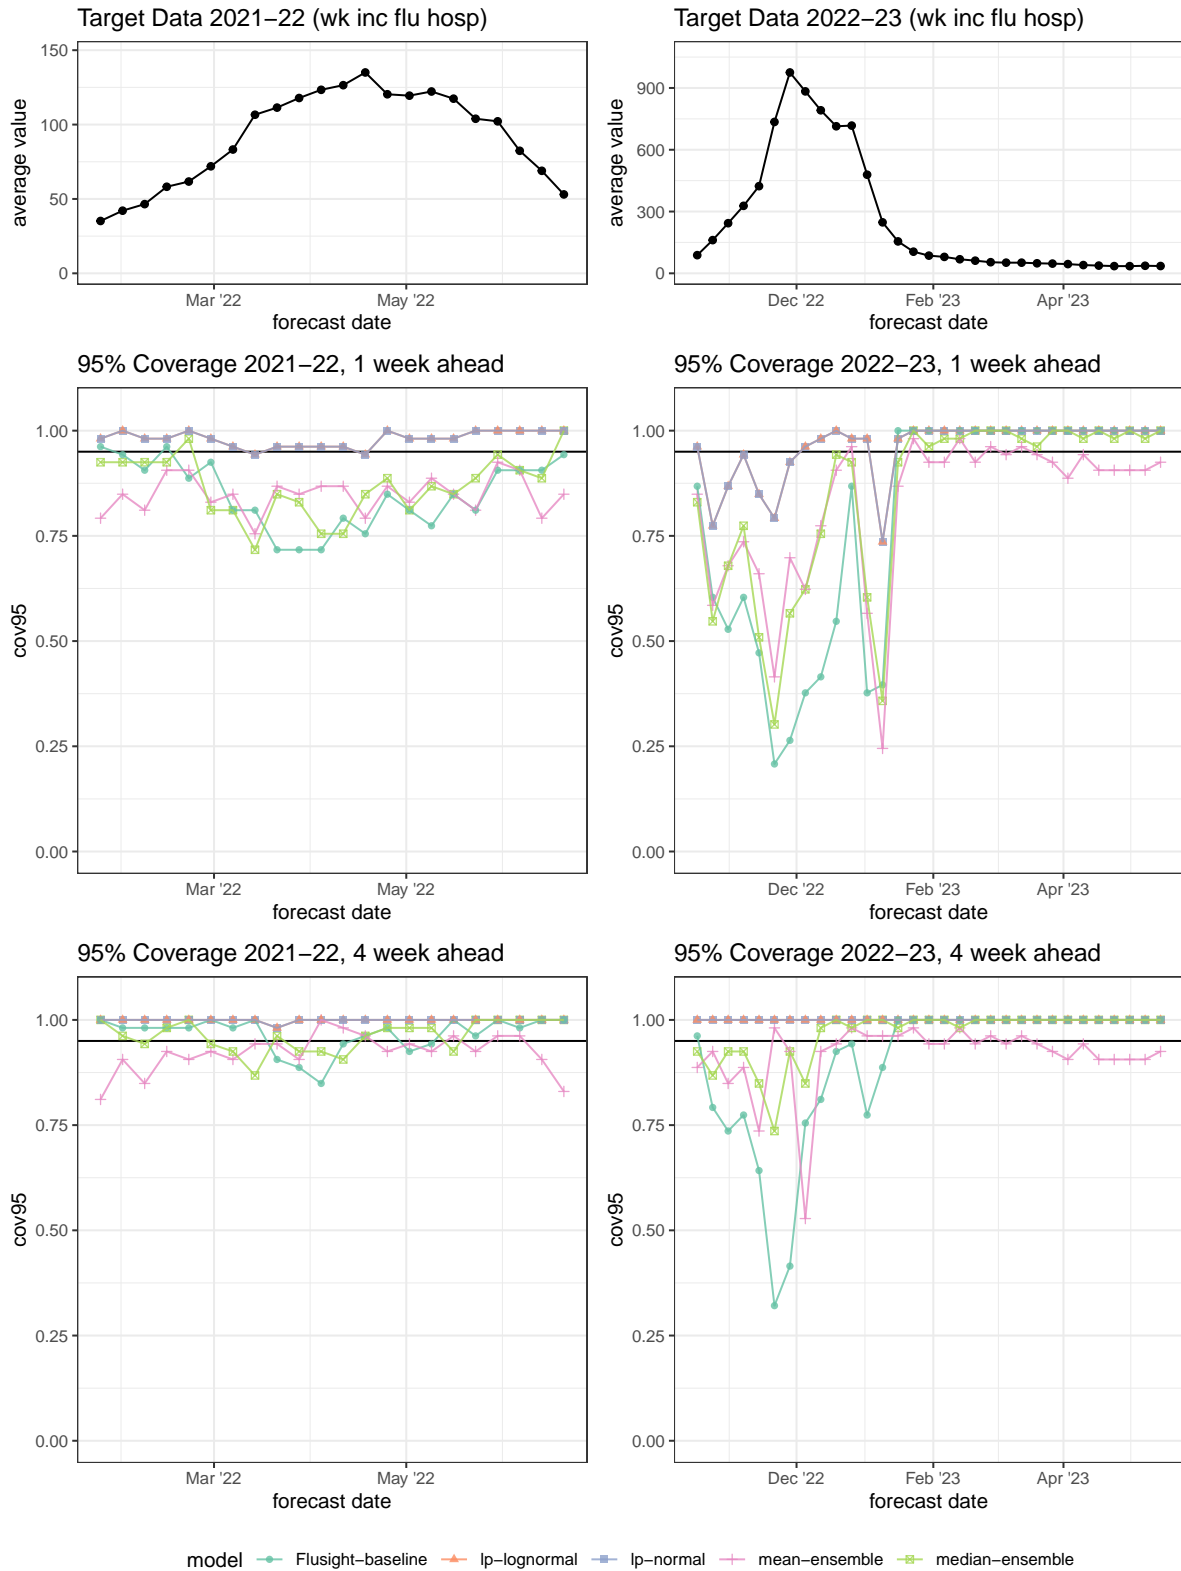 Target Data 2021−22 (wk inc flu hosp)
150
100
50
0
average value
Mar '22
May '22
forecast date
Target Data 2022−23 (wk inc flu hosp)
900
600
300
0
average value
Dec '22
Feb '23
Apr '23
forecast date
95% Coverage 2021−22, 1 week ahead
1.00
0.75
0.50
0.25
0.00
cov95
Mar '22
May '22
forecast date
95% Coverage 2022−23, 1 week ahead
1.00
0.75
0.50
0.25
0.00
cov95
Dec '22
Feb '23
Apr '23
forecast date
95% Coverage 2021−22, 4 week ahead
1.00
0.75
0.50
0.25
0.00
cov95
Mar '22
May '22
forecast date
95% Coverage 2022−23, 4 week ahead
1.00
0.75
0.50
0.25
0.00
cov95
Dec '22
Feb '23
Apr '23
forecast date
model Flusight−baseline lp−lognormal lp−normal mean−ensemble median−ensemble